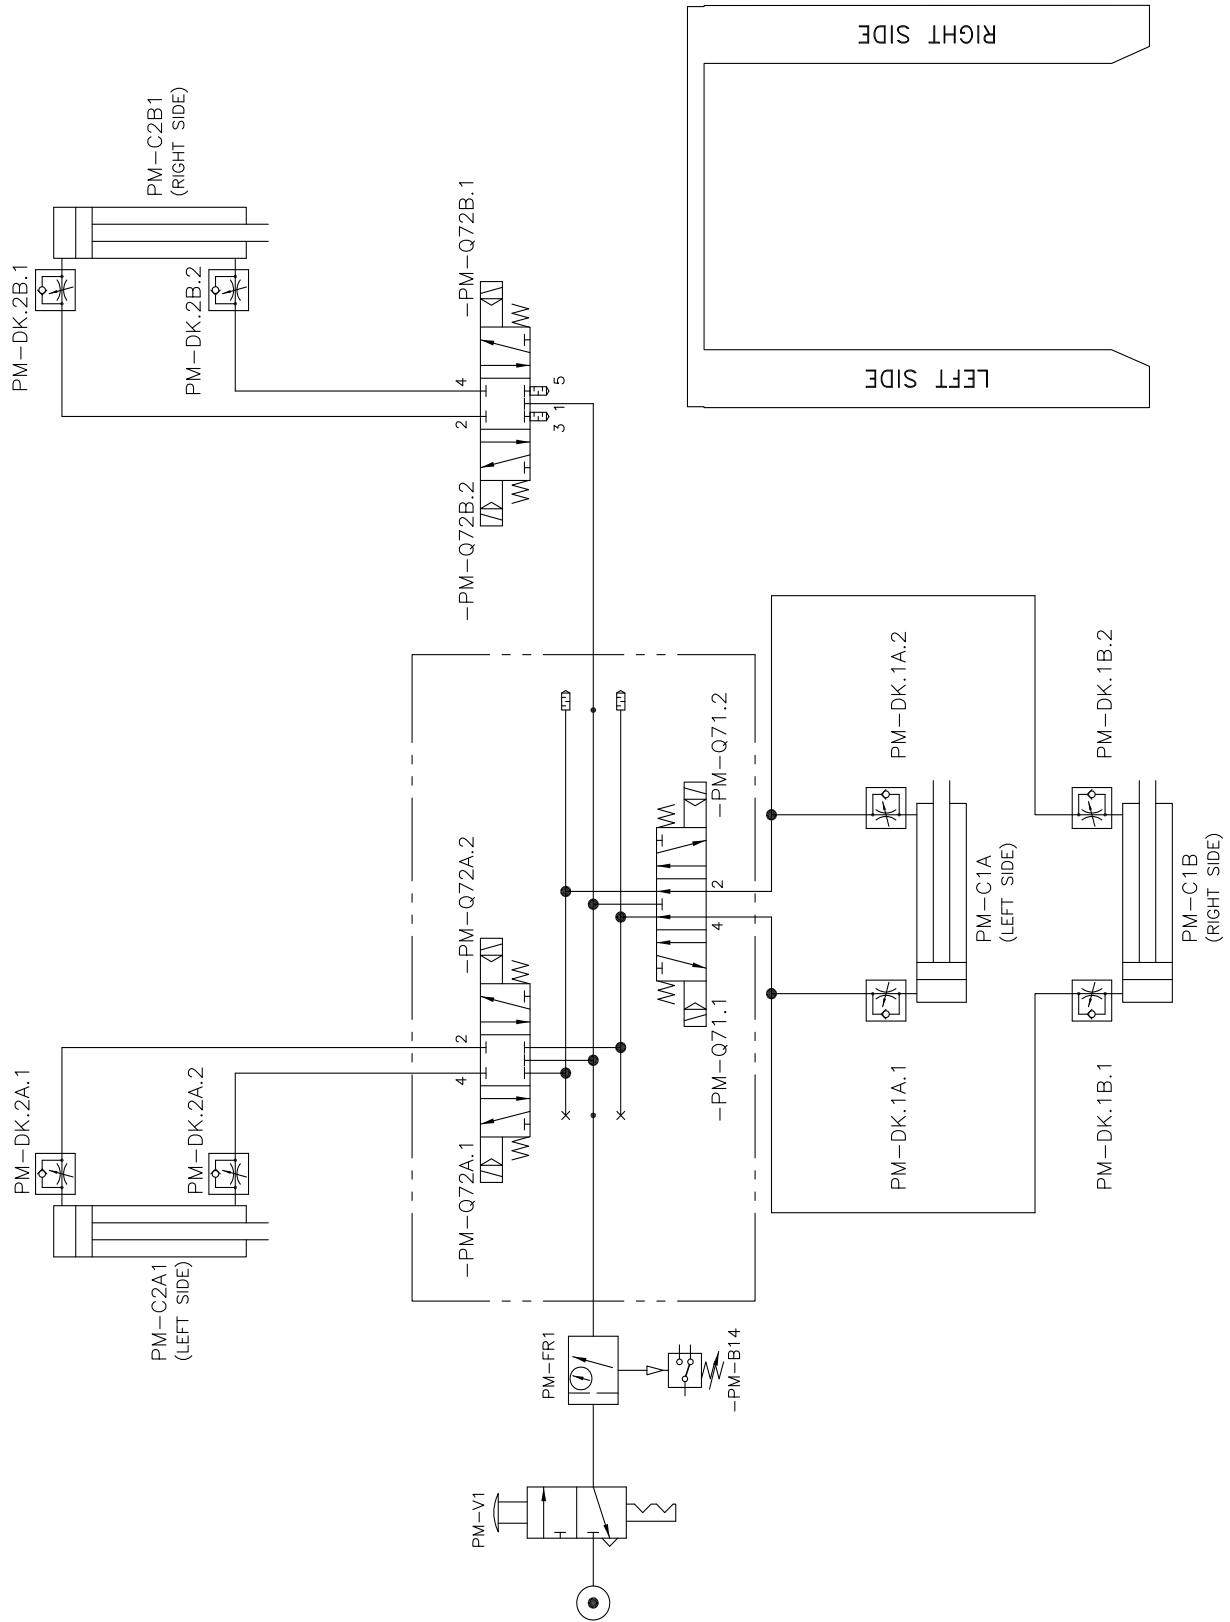 RIGHT SIDE
LEFT SIDE
PM-C2B1
(RIGHT SIDE)
PM-DK.2B.1
PM-DK.2B.2
-PM-Q72B.1
4
2
5
1
3
-PM-Q72B.2
PM-DK.1A.2
PM-DK.1B.2
-PM-Q71.2
-PM-Q72A.2
2
4
PM-C1A
(LEFT SIDE)
PM-C1B
(RIGHT SIDE)
2
4
-PM-Q71.1
PM-DK.2A.1
PM-DK.2A.2
-PM-Q72A.1
PM-DK.1A.1
PM-DK.1B.1
PM-C2A1
(LEFT SIDE)
PM-FR1
-PM-B14
PM-V1